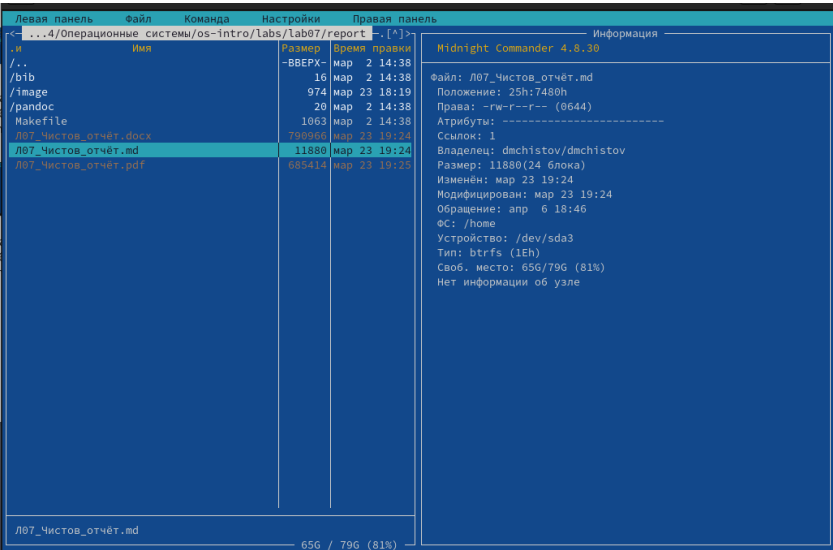 Левая панель Файл Команда Настройки Правая панель
<— ...4/Операционные системы/os-intro/labs/lab07/report —.[^]>
.и Имя Размер Время правки
/.. -ВВЕРХ- мар 2 14:38
/bib 16 мар 2 14:38
/image 974 мар 23 18:19
/pandoc 20 мар 2 14:38
Makefile 1063 мар 2 14:38
Л07_Чистов_отчёт.docx 790966 мар 23 19:24
Л07_Чистов_отчёт.md 11880 мар 23 19:24
Л07_Чистов_отчёт.pdf 685414 мар 23 19:25
Л07_Чистов_отчёт.md
65G / 79G (81%)
Информация
Midnight Commander 4.8.30
Файл: Л07_Чистов_отчёт.md
Положение: 25h:7480h
Права: -rw-r--r-- (0644)
Атрибуты: ------------------------
Ссылок: 1
Владелец: dmchistov/dmchistov
Размер: 11880(24 блока)
Изменён: мар 23 19:24
Модифицирован: мар 23 19:24
Обращение: апр 6 18:46
ФС: /home
Устройство: /dev/sda3
Тип: btrfs (1Eh)
Своб. место: 65G/79G (81%)
Нет информации об узле